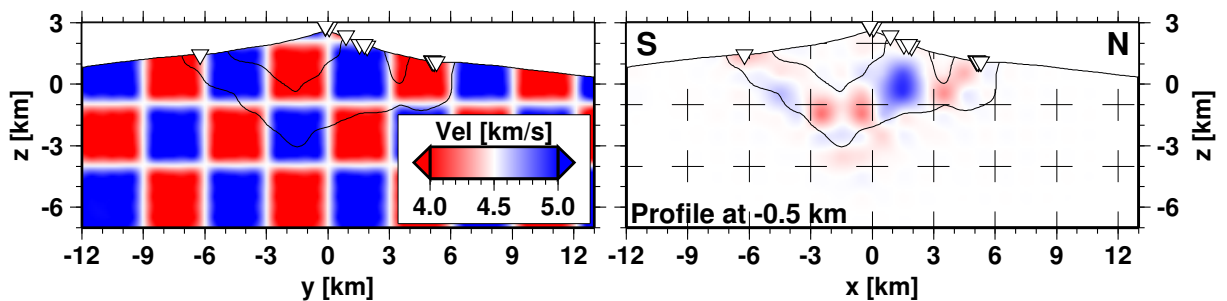 3
0
-3
-6
z [km]
-12 -9 -6 -3 0 3 6 9 12
y [km]
Vel [km/s]
4.0 4.5 5.0
S N
Profile at -0.5 km
3
0
-3
-6
z [km]
-12 -9 -6 -3 0 3 6 9 12
x [km]